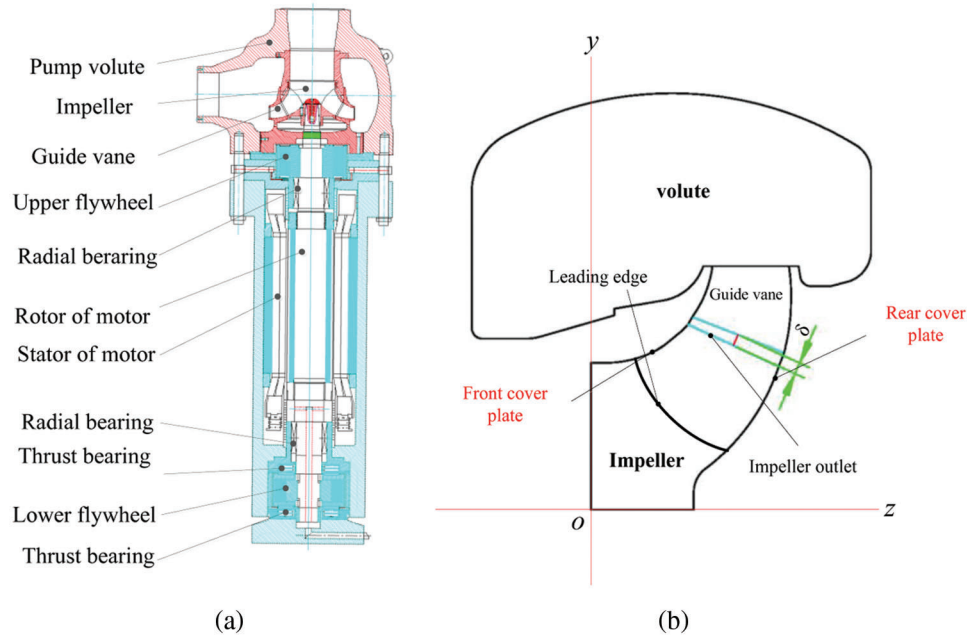 Pump volute
Impeller
Guide vane
Upper flywheel
Radial beraring
Rotor of motor
Stator of motor
Radial bearing
Thrust bearing
Lower flywheel
Thrust bearing
(a)
y
volute
Leading edge
Guide vane
δ
Rear cover
plate
Front cover
plate
Impeller
Impeller outlet
o
z
(b)